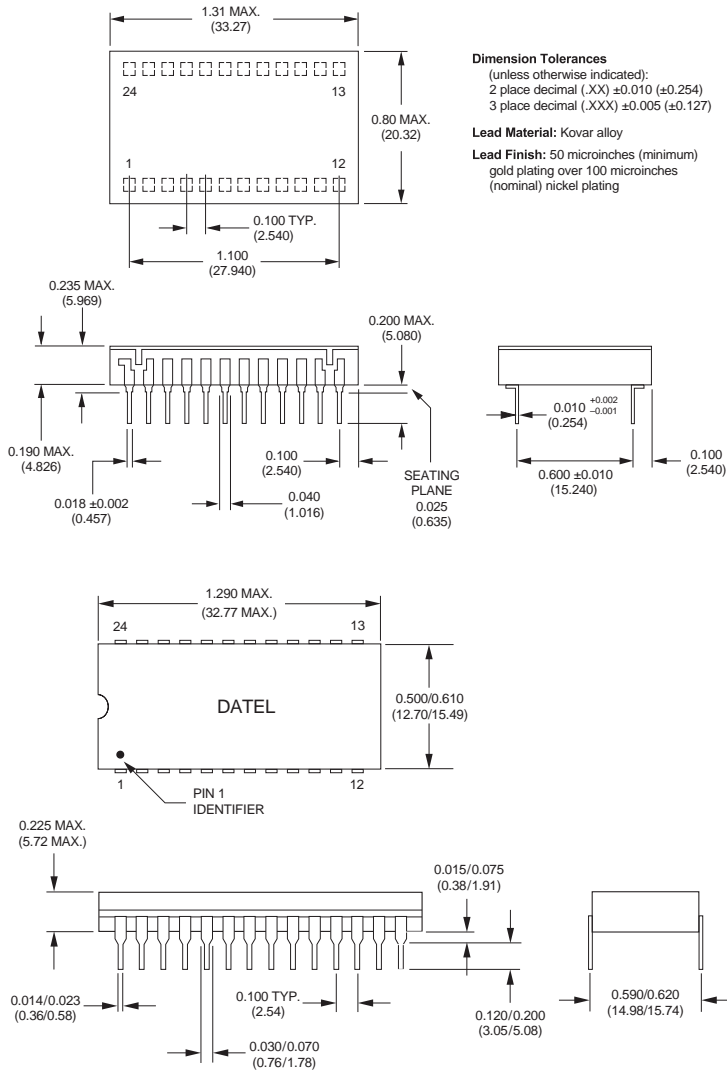 1.31 MAX.
(33.27)
24
13
1
12
0.80 MAX.
(20.32)
0.100 TYP.
(2.540)
1.100
(27.940)
Dimension Tolerances
(unless otherwise indicated):
2 place decimal (.XX) ±0.010 (±0.254)
3 place decimal (.XXX) ±0.005 (±0.127)
Lead Material: Kovar alloy
Lead Finish: 50 microinches (minimum)
gold plating over 100 microinches
(nominal) nickel plating
0.235 MAX.
(5.969)
0.200 MAX.
(5.080)
0.190 MAX.
(4.826)
0.018 ±0.002
(0.457)
0.100
(2.540)
0.040
(1.016)
SEATING
PLANE
0.025
(0.635)
0.010 +0.002
–0.001
(0.254)
0.600 ±0.010
(15.240)
0.100
(2.540)
1.290 MAX.
(32.77 MAX.)
24
13
DATEL
0.500/0.610
(12.70/15.49)
1
12
PIN 1
IDENTIFIER
0.225 MAX.
(5.72 MAX.)
0.015/0.075
(0.38/1.91)
0.014/0.023
(0.36/0.58)
0.100 TYP.
(2.54)
0.030/0.070
(0.76/1.78)
0.120/0.200
(3.05/5.08)
0.590/0.620
(14.98/15.74)